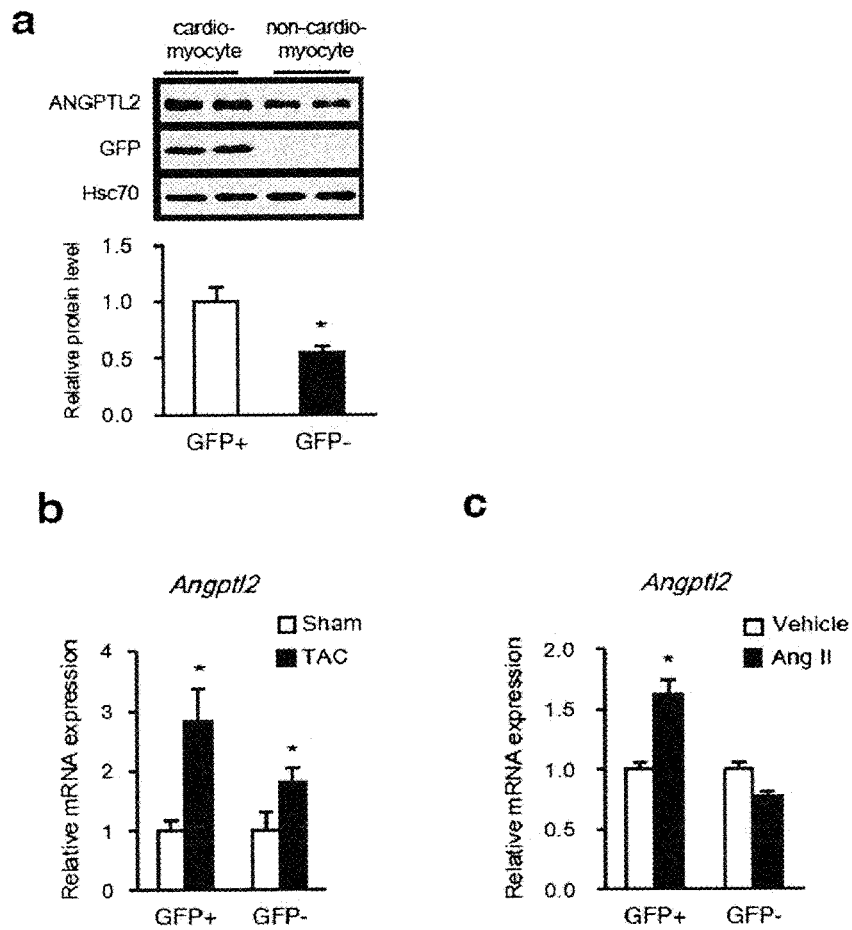 a
cardio-
myocyte
non-cardio-
myocyte
ANGPTL2
GFP
Hsc70
Relative protein level
1.5
1.0
0.5
0.0
*
GFP+
GFP-
b
Angptl2
Sham
TAC
Relative mRNA expression
4
3
2
1
0
*
*
GFP+
GFP-
c
Angptl2
Vehicle
Ang II
Relative mRNA expression
2.0
1.5
1.0
0.5
0.0
*
GFP+
GFP-